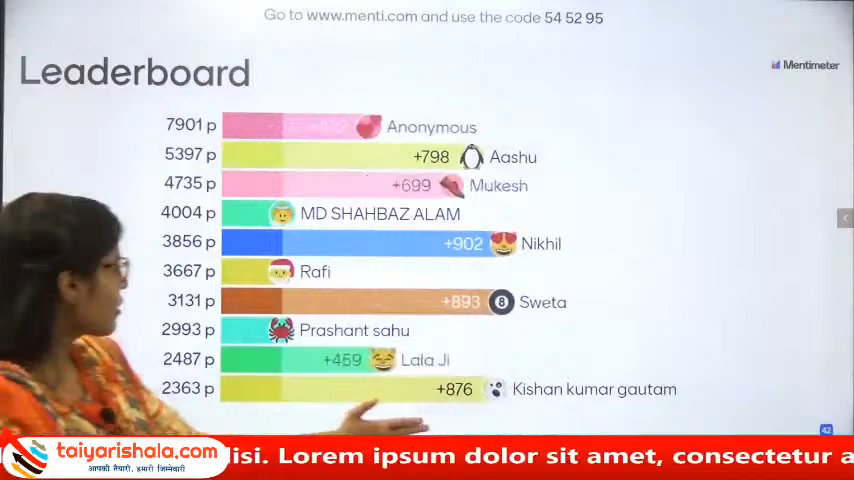 Go to www.menti.com and use the code 54 52 95
Leaderboard
Mentimeter
7901 p Anonymous
5397 p +798 Aashu
4735 p +699 Mukesh
4004 p MD SHAHBAZ ALAM
3856 p +902 Nikhil
3667 p Rafi
3131 p +893 8 Sweta
2993 p Prashant sahu
2487 p +459 Lala Ji
2363 p +876 Kishan kumar gautam
42
taiyarishala.com
आपकी तैयारी, हमारी जिम्मेवारी
lisi. Lorem ipsum dolor sit amet, consectetur a